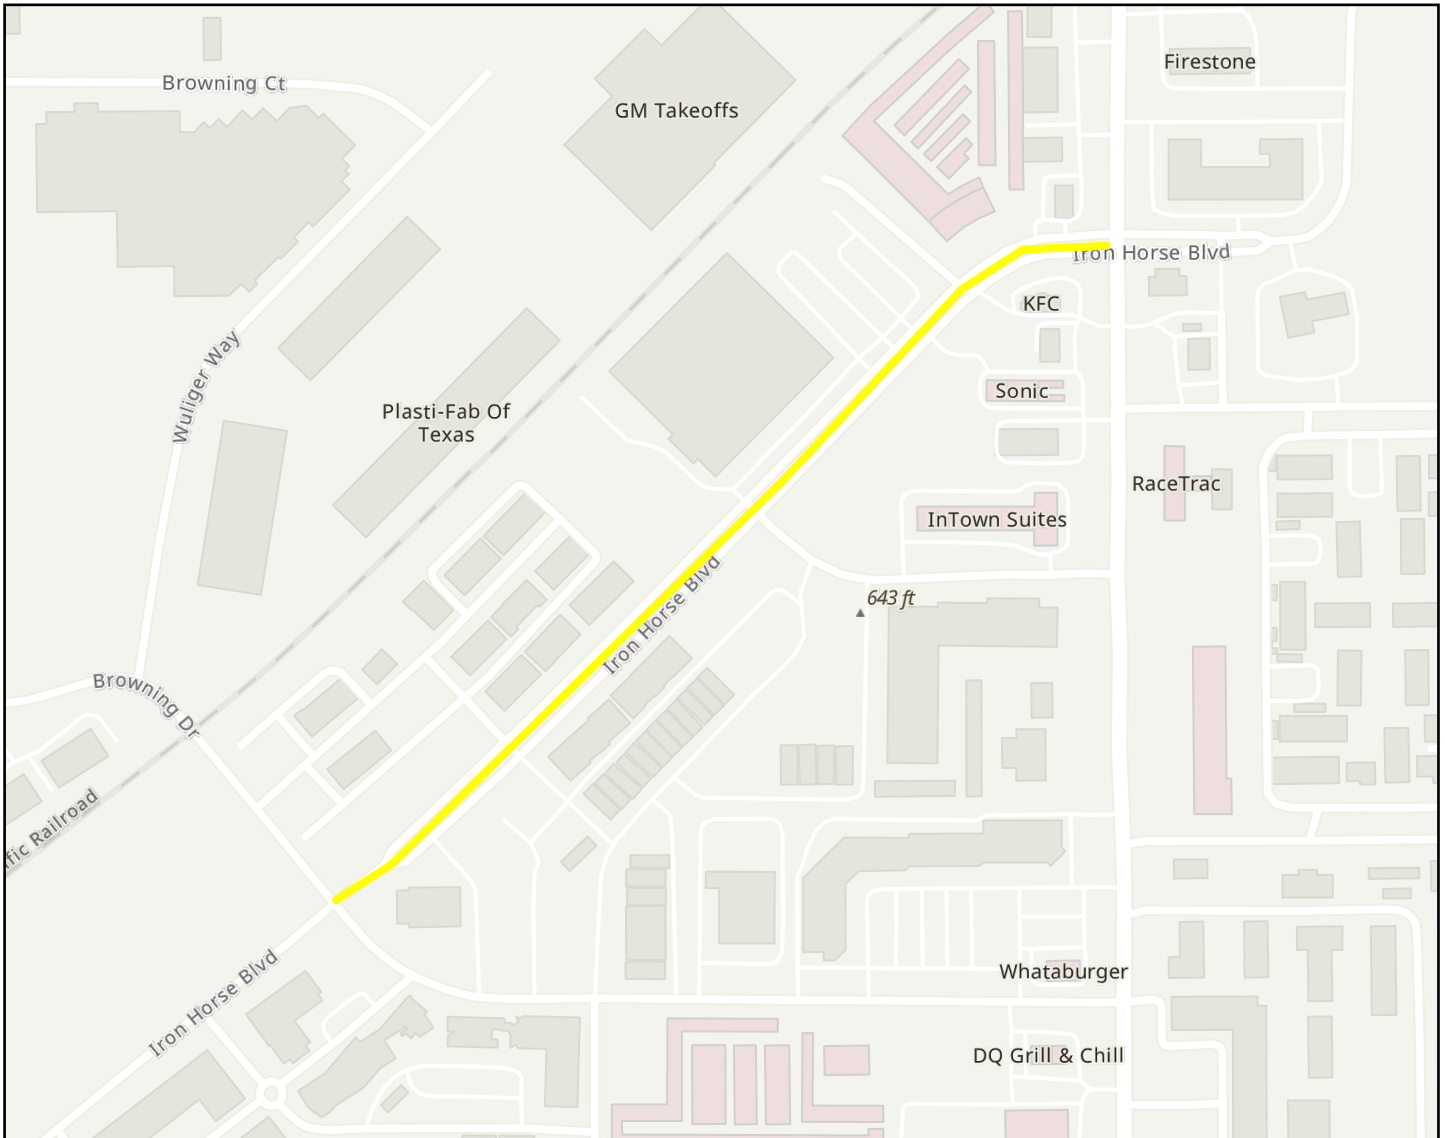 Firestone
Browning Ct
GM Takeoffs
Iron Horse Blvd
KFC
Wuliger Way
Sonic
Plasti-Fab Of
Texas
RaceTrac
InTown Suites
643 ft
Iron Horse Blvd
Browning Dr
fic Railroad
Whataburger
Iron Horse Blvd
DQ Grill & Chill